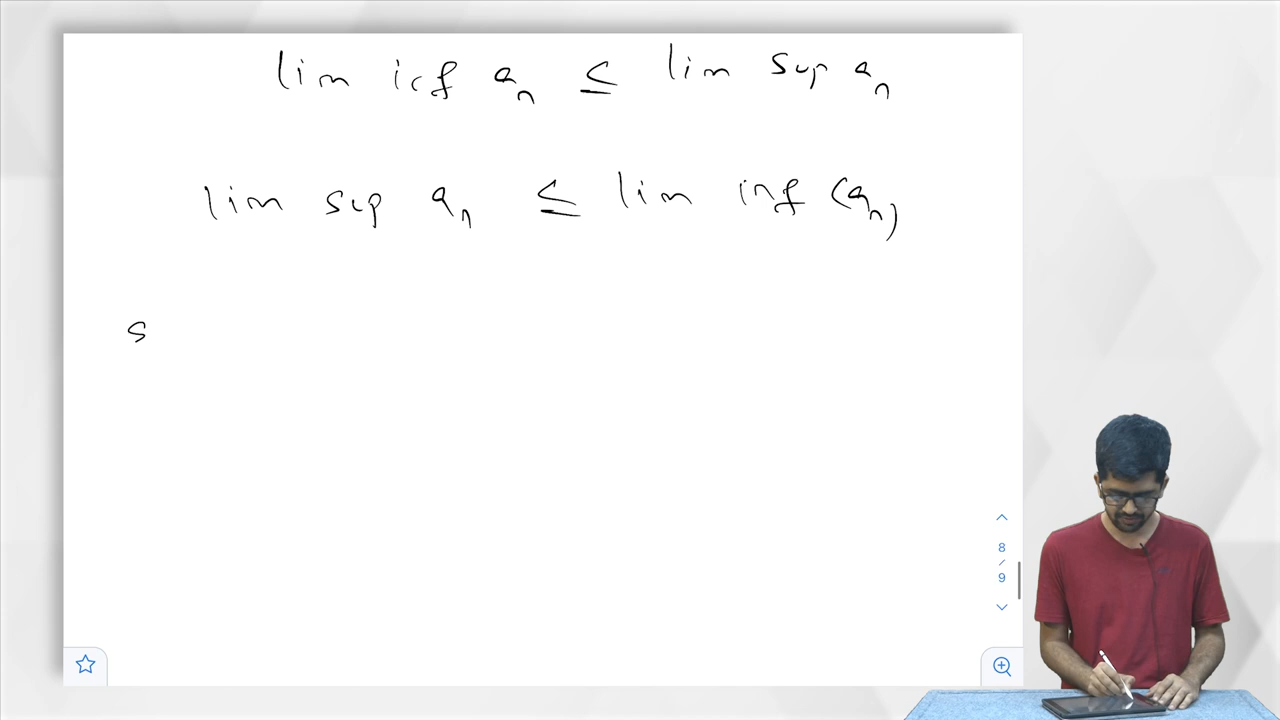 lim inf aₙ ≤ lim sup aₙ
lim sup aₙ ≤ lim inf (aₙ)
s
8
/
9